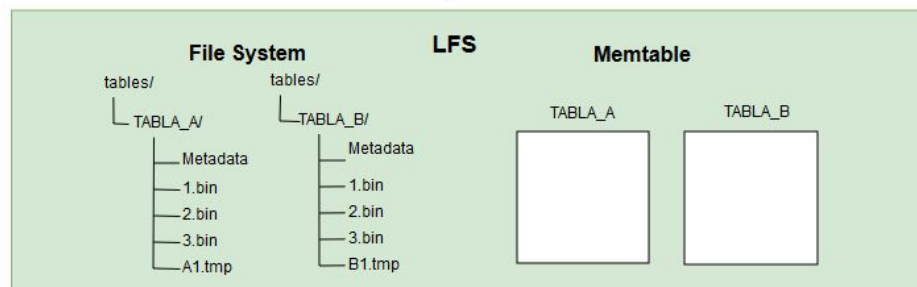 LFS
File System
Memtable
tables/
TABLA_A/
Metadata
1.bin
2.bin
3.bin
A1.tmp
tables/
TABLA_B/
Metadata
1.bin
2.bin
3.bin
B1.tmp
TABLA_A
TABLA_B